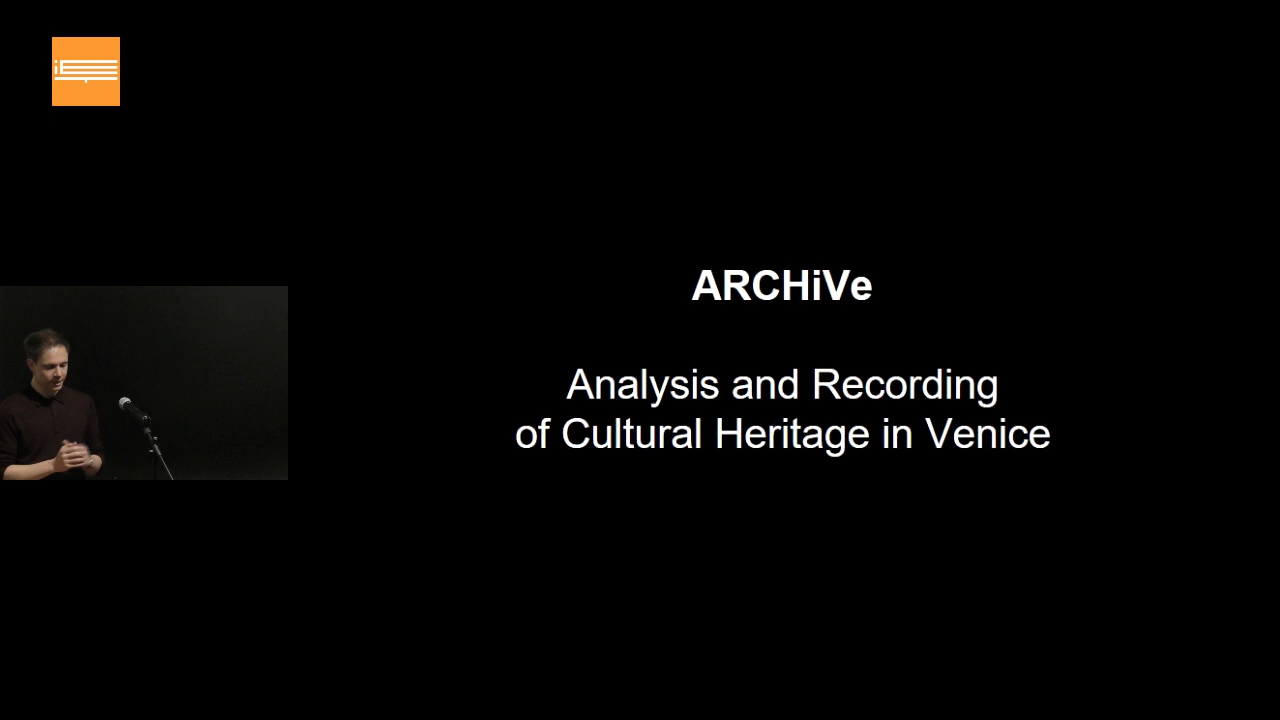 ARCHiVe
Analysis and Recording
of Cultural Heritage in Venice